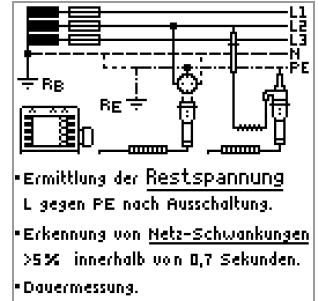 L1
L2
L3
N
PE
RB
RE
▪Ermittlung der Restspannung
L gegen PE nach Ausschaltung.
▪Erkennung von Netz-Schwankungen
>5% innerhalb von 0,7 Sekunden.
▪Dauermessung.